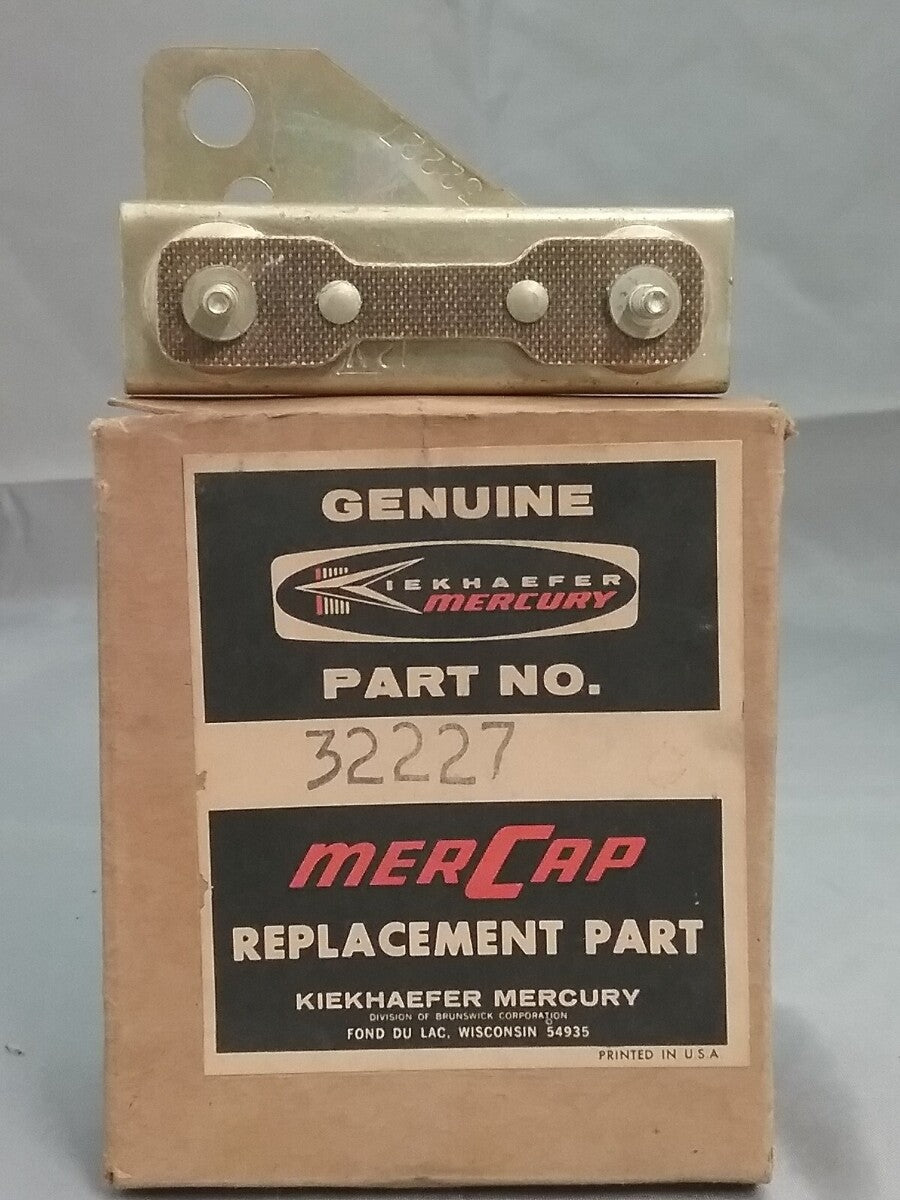 12V
GENUINE
KIEKHAEFER
MERCURY
PART NO.
32227
MERCAP
REPLACEMENT PART
KIEKHAEFER MERCURY
DIVISION OF BRUNSWICK CORPORATION
FOND DU LAC, WISCONSIN 54935
PRINTED IN U.S.A